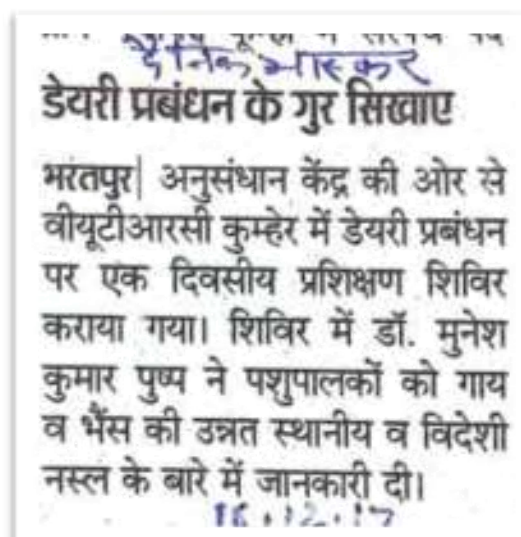 दैनिक भास्कर
डेयरी प्रबंधन के गुर सिखाए
भरतपुर| अनुसंधान केंद्र की ओर से
वीयूटीआरसी कुम्हेर में डेयरी प्रबंधन
पर एक दिवसीय प्रशिक्षण शिविर
कराया गया। शिविर में डॉ. मुनेश
कुमार पुष्प ने पशुपालकों को गाय
व भैंस की उन्नत स्थानीय व विदेशी
नस्ल के बारे में जानकारी दी।